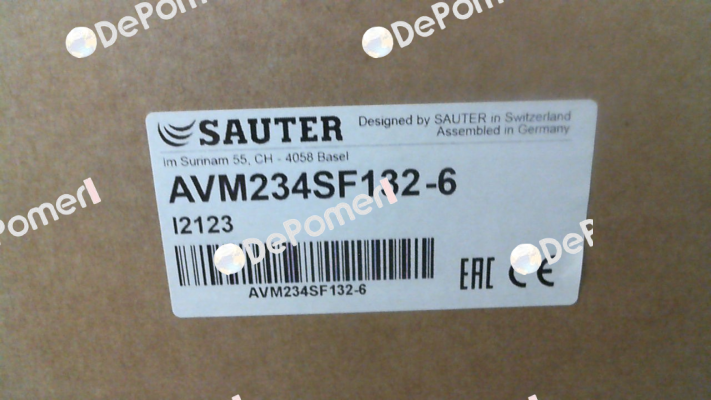 DePomerl
DePomerl
SAUTER
Designed by SAUTER in Switzerland
Assembled in Germany
im Surinam 55, CH - 4058 Basel
AVM234SF132-6
DePomerl
I2123
DePomerl
DePo
EAC CE
AVM234SF132-6